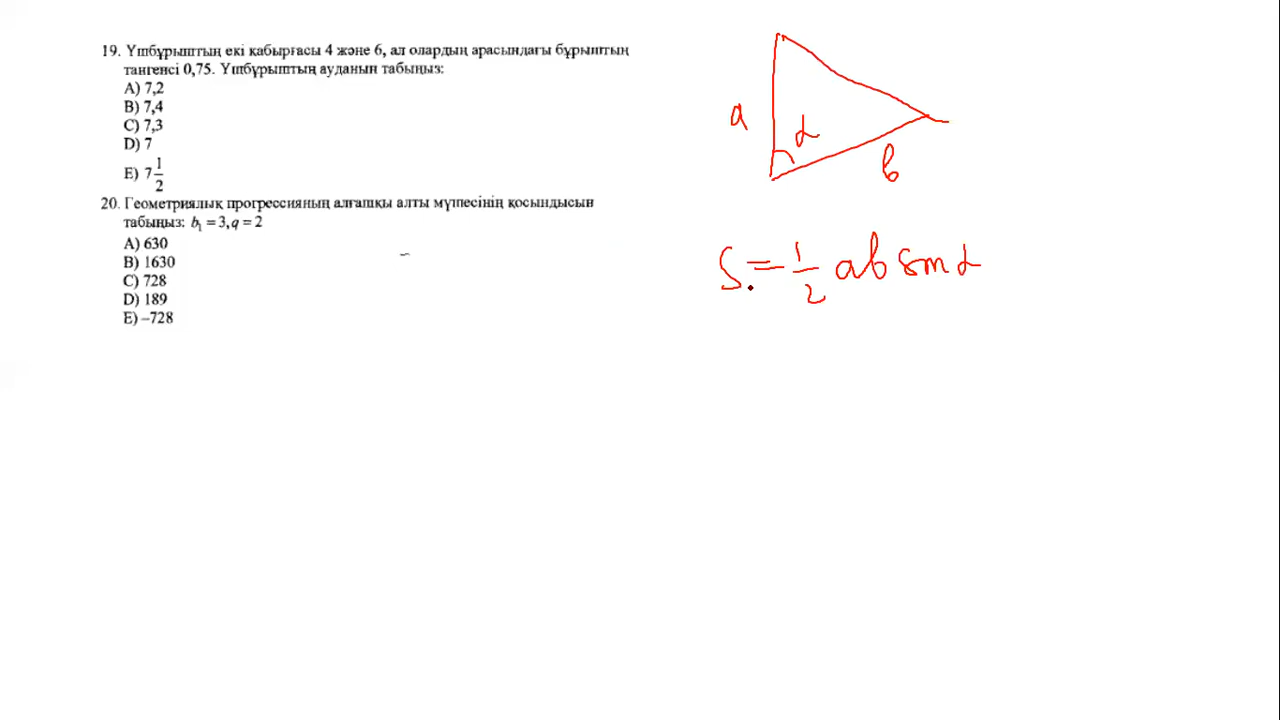 19. Үшбұрыштың екі қабырғасы 4 және 6, ал олардың арасындағы бұрыштың
тангенсі 0,75. Үшбұрыштың ауданын табыңыз:
A) 7,2
B) 7,4
C) 7,3
D) 7
E) 7 1/2
20. Геометриялық прогрессияның алғашқы алты мүшесінің қосындысын
табыңыз: b₁ = 3, q = 2
A) 630
B) 1630
C) 728
D) 189
E) –728
a
α
b
S = 1/2 ab sin α